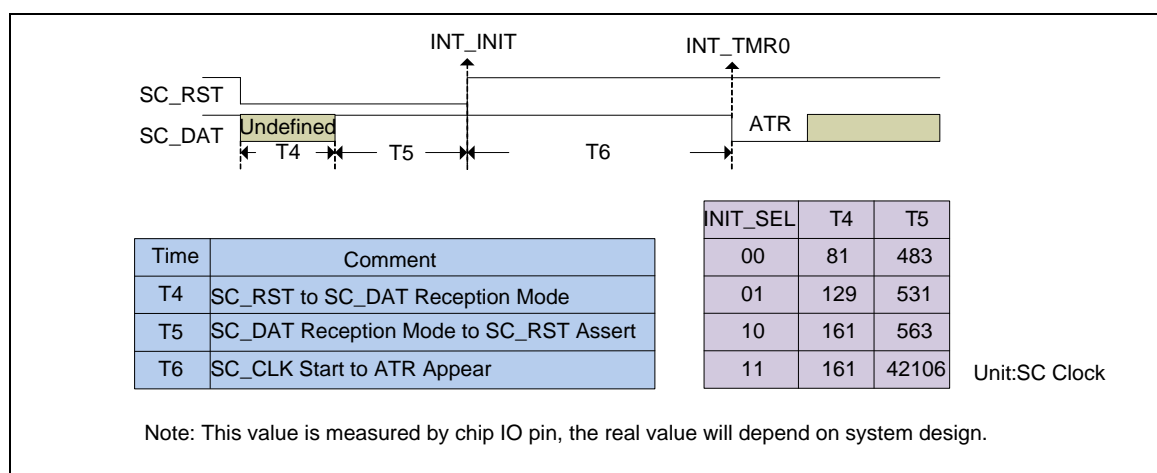 INT_INIT INT_TMR0
SC_RST
SC_DAT Undefined ATR
T4 T5 T6
Time Comment
T4 SC_RST to SC_DAT Reception Mode
T5 SC_DAT Reception Mode to SC_RST Assert
T6 SC_CLK Start to ATR Appear
INIT_SEL T4 T5
00 81 483
01 129 531
10 161 563
11 161 42106
Unit:SC Clock
Note: This value is measured by chip IO pin, the real value will depend on system design.